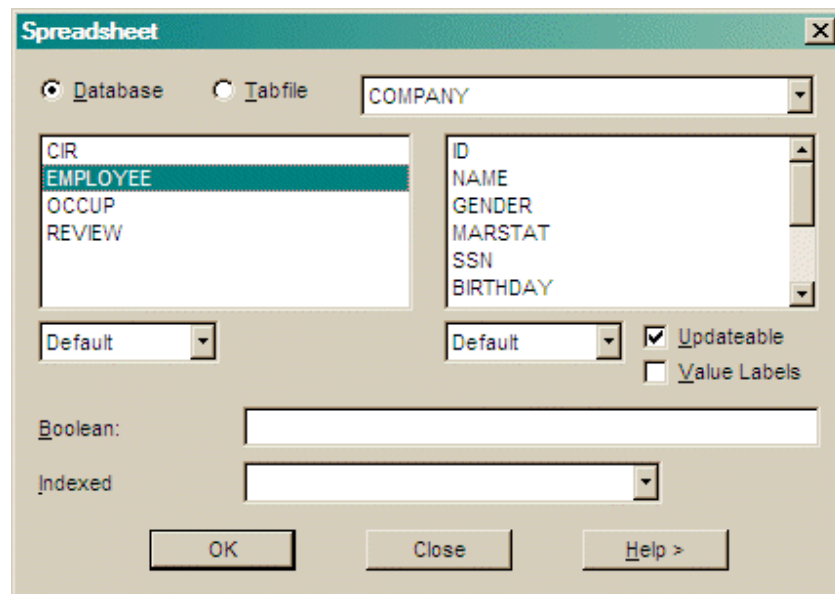 Spreadsheet
Database Tabfile COMPANY
CIR
EMPLOYEE
OCCUP
REVIEW
ID
NAME
GENDER
MARSTAT
SSN
BIRTHDAY
Default Default Updateable
Value Labels
Boolean:
Indexed
OK Close Help >